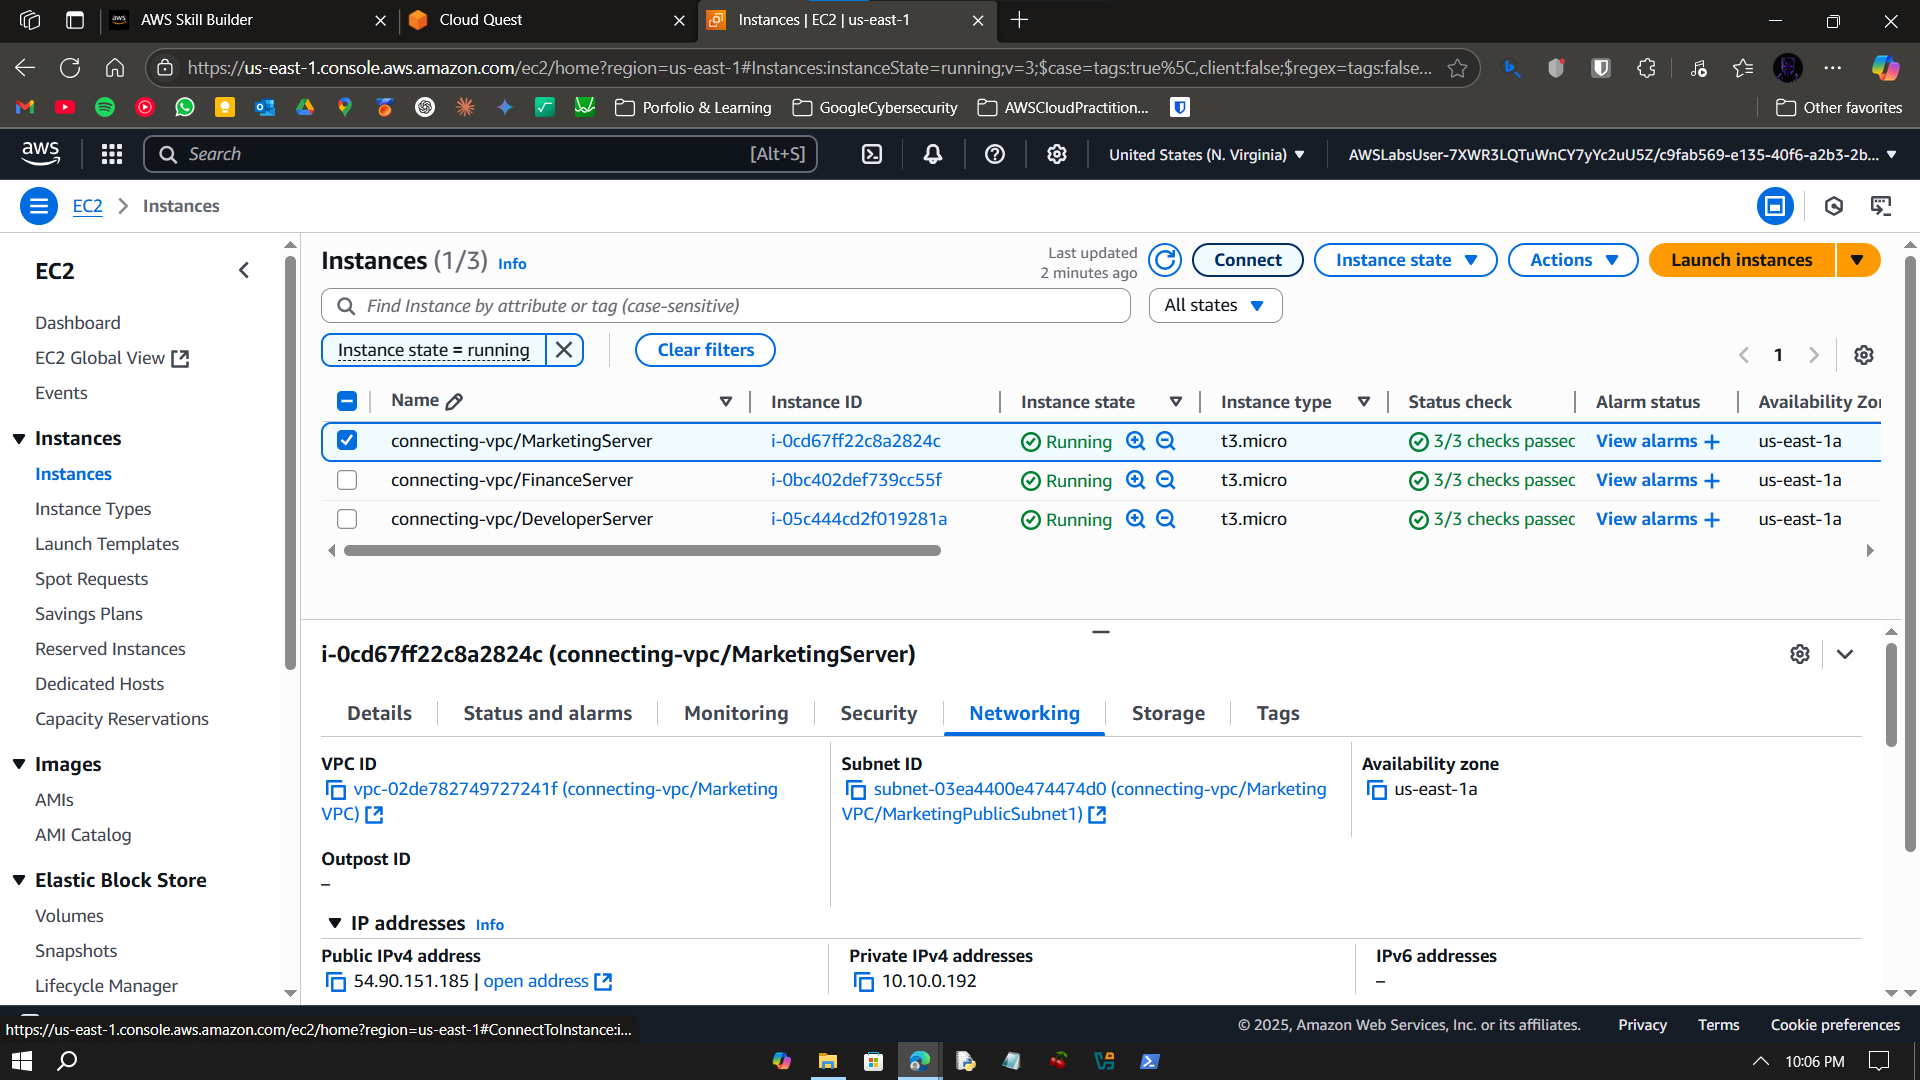 AWS Skill Builder
Cloud Quest
Instances | EC2 | us-east-1
https://us-east-1.console.aws.amazon.com/ec2/home?region=us-east-1#Instances:instanceState=running;v=3;$case=tags:true%5C,client:false;$regex=tags:false...
Porfolio & Learning
GoogleCybersecurity
AWSCloudPractition...
Other favorites
aws
Search
[Alt+S]
United States (N. Virginia)
AWSLabsUser-7XWR3LQTuWnCY7yYc2uU5Z/c9fab569-e135-40f6-a2b3-2b...
EC2
Instances
EC2
Dashboard
EC2 Global View
Events
Instances
Instances
Instance Types
Launch Templates
Spot Requests
Savings Plans
Reserved Instances
Dedicated Hosts
Capacity Reservations
Images
AMIs
AMI Catalog
Elastic Block Store
Volumes
Snapshots
Lifecycle Manager
Instances (1/3) Info
Last updated
2 minutes ago
Connect
Instance state
Actions
Launch instances
Find Instance by attribute or tag (case-sensitive)
All states
Instance state = running
Clear filters
1
Name Instance ID Instance state Instance type Status check Alarm status Availability Zo
connecting-vpc/MarketingServer i-0cd67ff22c8a2824c Running t3.micro 3/3 checks passec View alarms + us-east-1a
connecting-vpc/FinanceServer i-0bc402def739cc55f Running t3.micro 3/3 checks passec View alarms + us-east-1a
connecting-vpc/DeveloperServer i-05c444cd2f019281a Running t3.micro 3/3 checks passec View alarms + us-east-1a
i-0cd67ff22c8a2824c (connecting-vpc/MarketingServer)
Details Status and alarms Monitoring Security Networking Storage Tags
VPC ID
vpc-02de782749727241f (connecting-vpc/Marketing
VPC)
Subnet ID
subnet-03ea4400e474474d0 (connecting-vpc/Marketing
VPC/MarketingPublicSubnet1)
Availability zone
us-east-1a
Outpost ID
–
IP addresses Info
Public IPv4 address
54.90.151.185 | open address
Private IPv4 addresses
10.10.0.192
IPv6 addresses
–
https://us-east-1.console.aws.amazon.com/ec2/home?region=us-east-1#ConnectToInstance:i...
© 2025, Amazon Web Services, Inc. or its affiliates.
Privacy
Terms
Cookie preferences
10:06 PM